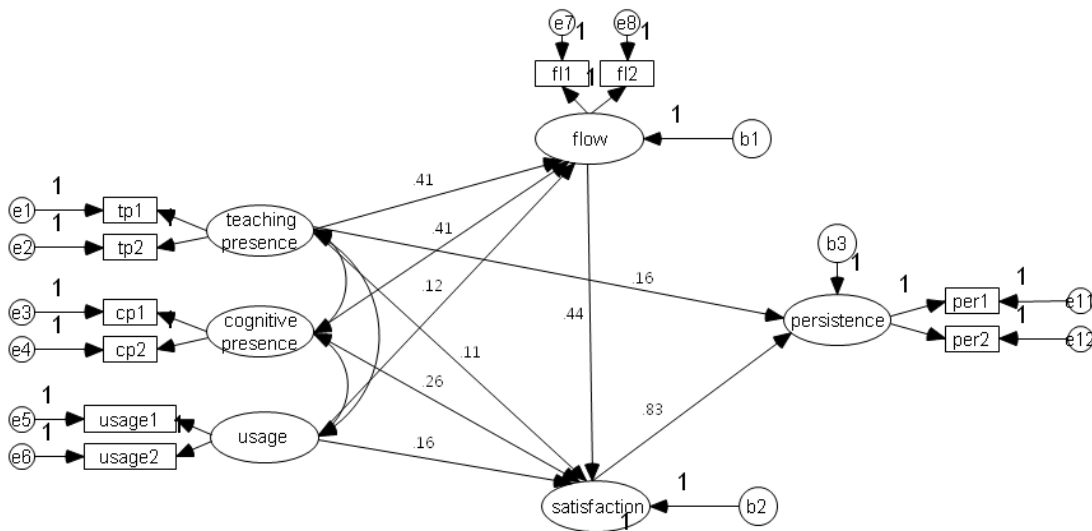 e7 1
e8 1
fl1 1
fl2
flow
1
b1
.41
e1
1
tp1
e2
1
tp2
teaching
presence
.41
b3
1
.12
.16
e3
1
cp1
e4
1
cp2
cognitive
presence
.44
persistence
1
per1
1
e11
per2
1
e12
.11
.26
.83
e5
1
usage1
1
e6
1
usage2
usage
.16
satisfaction
1
1
b2